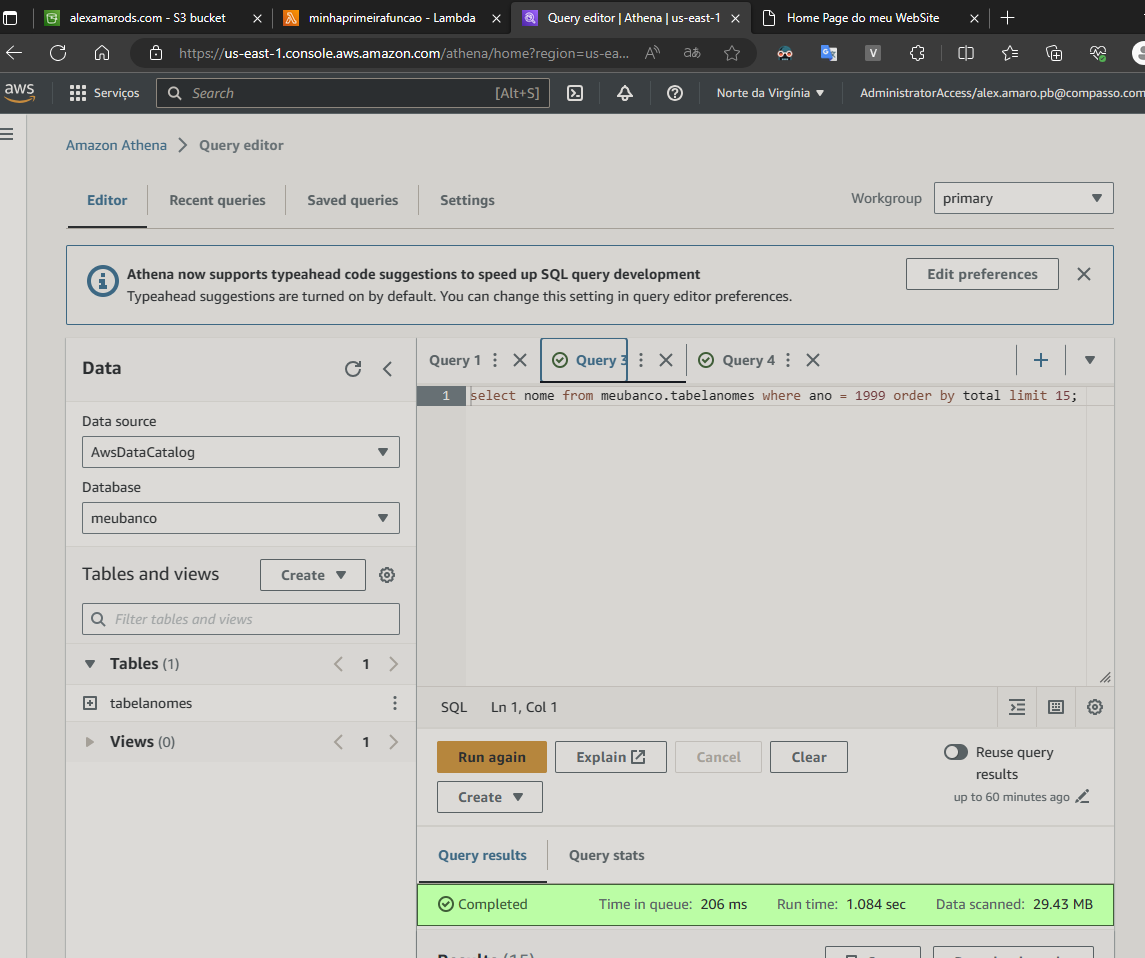 alexamarods.com - S3 bucket
minhaprimeirafuncao - Lambda
Query editor | Athena | us-east-1
Home Page do meu WebSite
https://us-east-1.console.aws.amazon.com/athena/home?region=us-ea...
aws
Serviços
Search
[Alt+S]
Norte da Virgínia
AdministratorAccess/alex.amaro.pb@compasso.com
Amazon Athena > Query editor
Editor
Recent queries
Saved queries
Settings
Workgroup
primary
Athena now supports typeahead code suggestions to speed up SQL query development
Typeahead suggestions are turned on by default. You can change this setting in query editor preferences.
Edit preferences
Data
Data source
AwsDataCatalog
Database
meubanco
Tables and views
Create
Filter tables and views
Tables (1)
1
tabelanomes
Views (0)
1
Query 1
Query 3
Query 4
1 select nome from meubanco.tabelanomes where ano = 1999 order by total limit 15;
SQL
Ln 1, Col 1
Run again
Explain
Cancel
Clear
Create
Reuse query
results
up to 60 minutes ago
Query results
Query stats
Completed
Time in queue: 206 ms
Run time: 1.084 sec
Data scanned: 29.43 MB
Results (15)